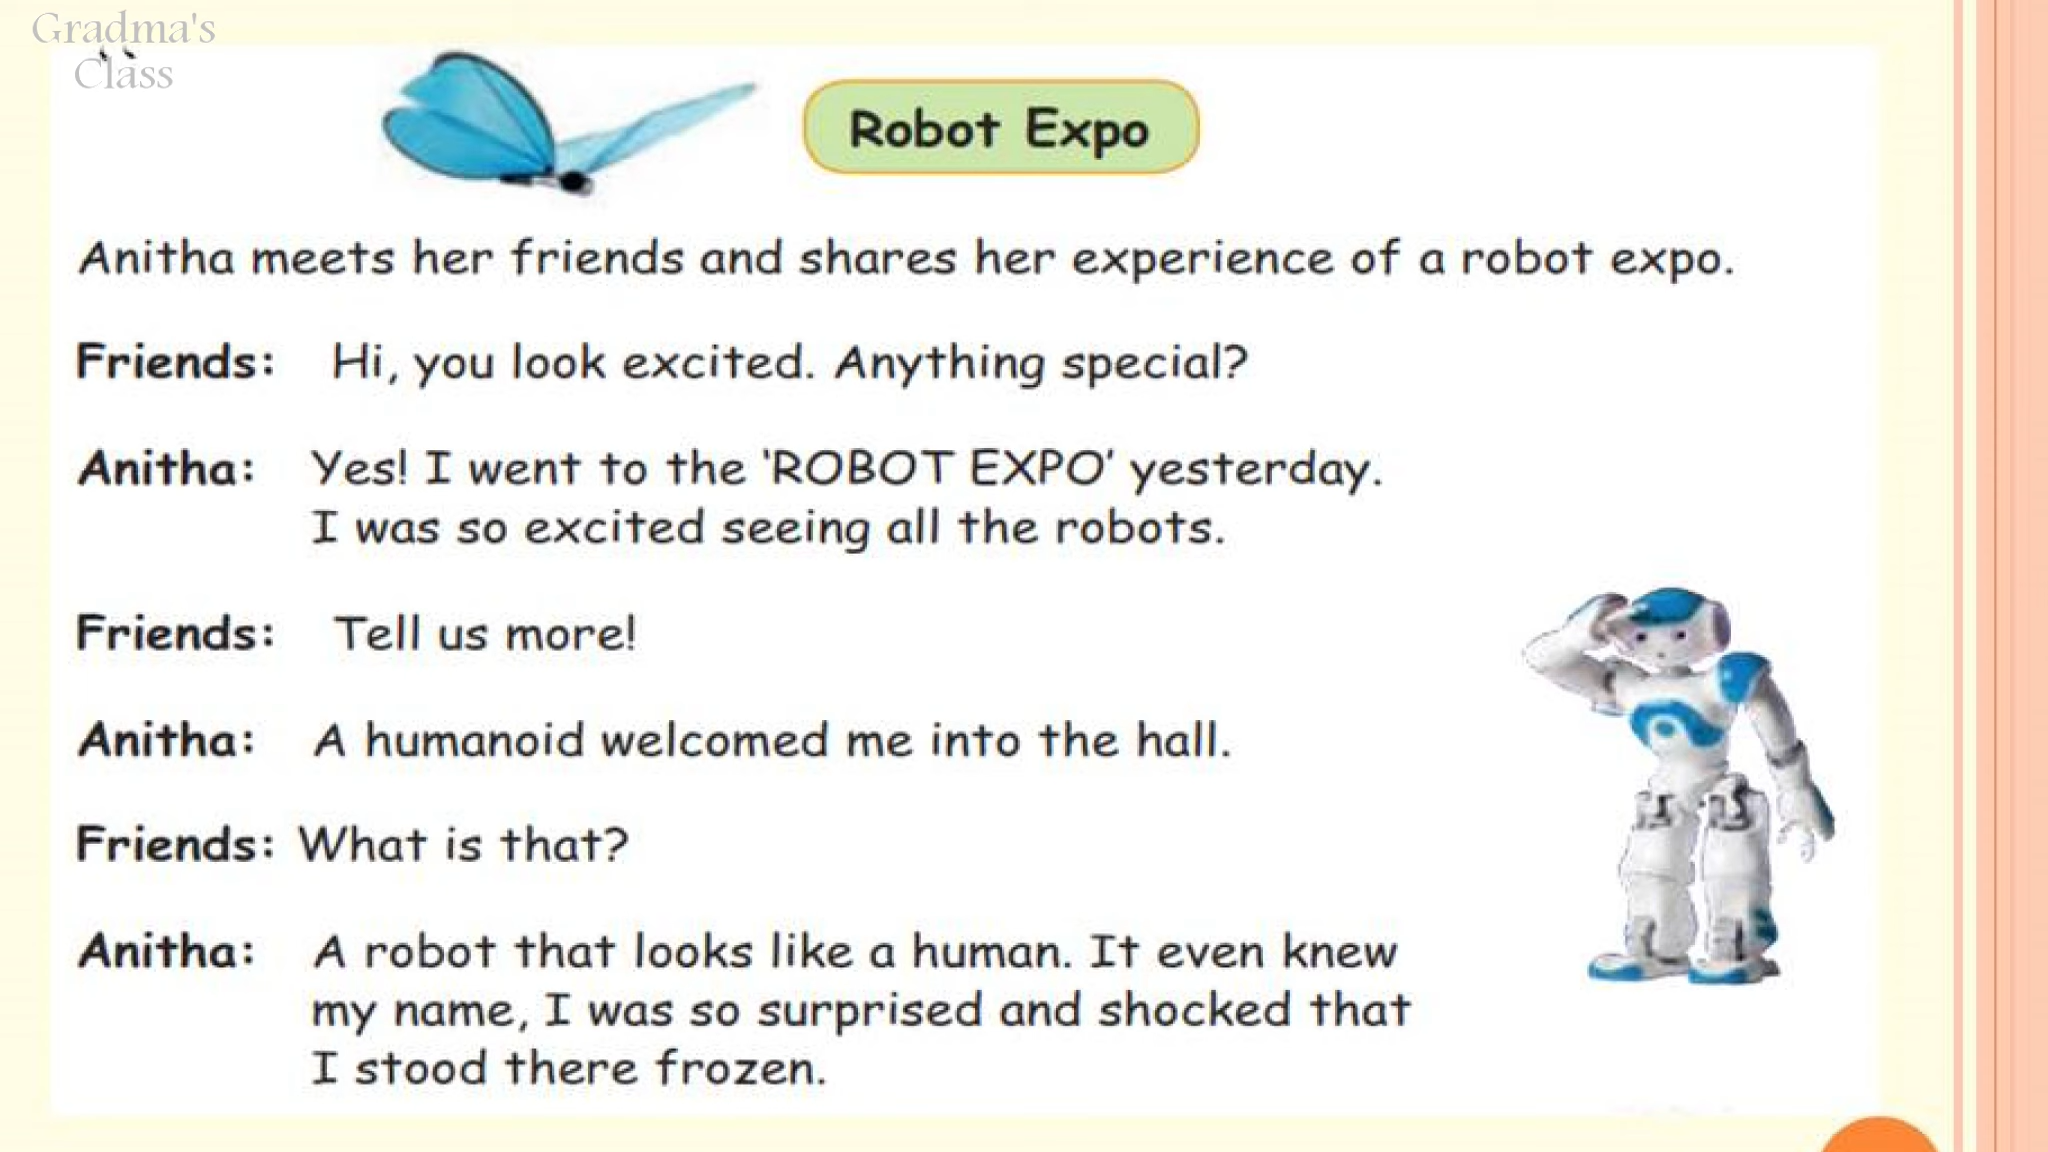 Gradma's
Class
Robot Expo
Anitha meets her friends and shares her experience of a robot expo.
Friends: Hi, you look excited. Anything special?
Anitha: Yes! I went to the ‘ROBOT EXPO’ yesterday.
I was so excited seeing all the robots.
Friends: Tell us more!
Anitha: A humanoid welcomed me into the hall.
Friends: What is that?
Anitha: A robot that looks like a human. It even knew
my name, I was so surprised and shocked that
I stood there frozen.